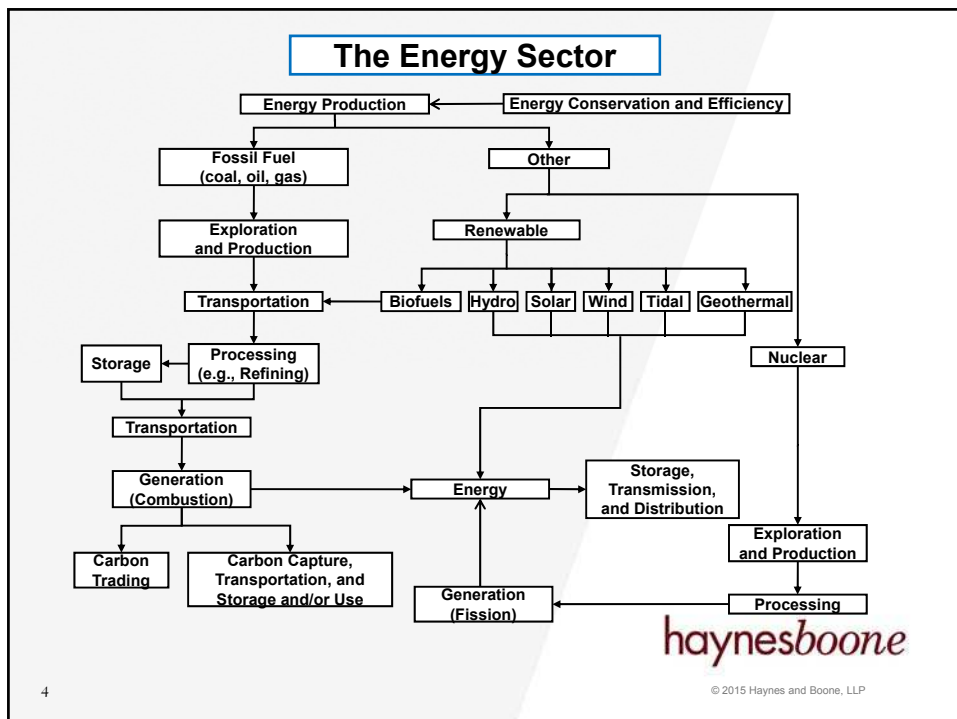 The Energy Sector
Energy Production
Energy Conservation and Efficiency
Fossil Fuel
(coal, oil, gas)
Other
Exploration
and Production
Renewable
Transportation
Biofuels
Hydro
Solar
Wind
Tidal
Geothermal
Storage
Processing
(e.g., Refining)
Nuclear
Transportation
Generation
(Combustion)
Energy
Storage,
Transmission,
and Distribution
Exploration
and Production
Carbon
Trading
Carbon Capture,
Transportation, and
Storage and/or Use
Generation
(Fission)
Processing
haynesboone
4
© 2015 Haynes and Boone, LLP